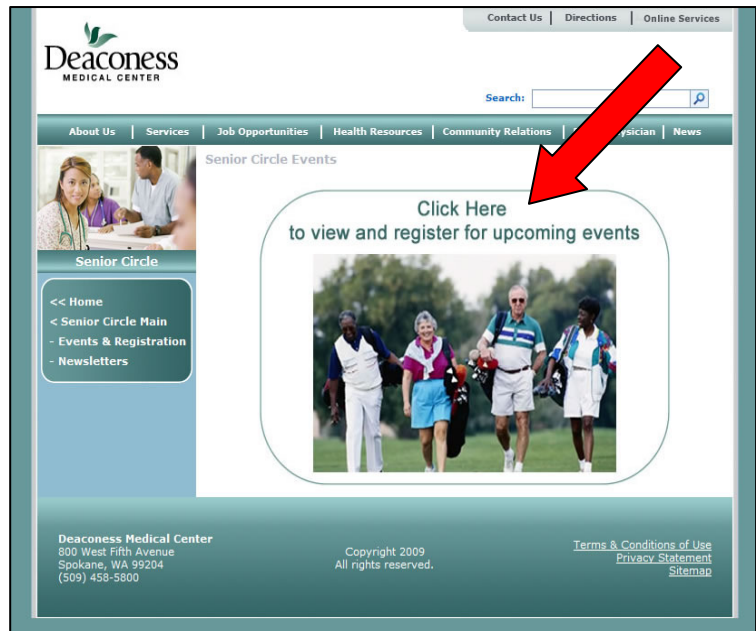 Contact Us | Directions | Online Services
Deaconess
MEDICAL CENTER
Search:
About Us | Services | Job Opportunities | Health Resources | Community Relations | ysician | News
Senior Circle Events
Click Here
to view and register for upcoming events
Senior Circle
<< Home
< Senior Circle Main
- Events & Registration
- Newsletters
Deaconess Medical Center
800 West Fifth Avenue
Spokane, WA 99204
(509) 458-5800
Copyright 2009
All rights reserved.
Terms & Conditions of Use
Privacy Statement
Sitemap